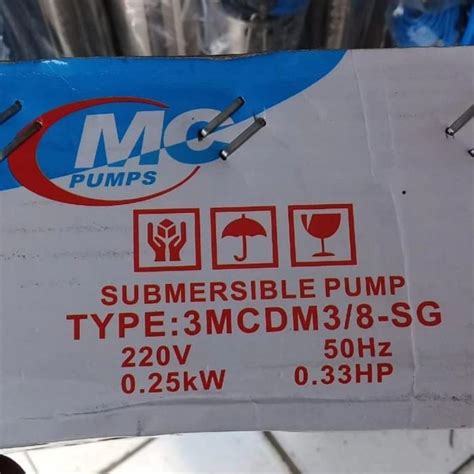 MC
PUMPS
SUBMERSIBLE PUMP
TYPE:3MCDM3/8-SG
220V 50Hz
0.25kW 0.33HP